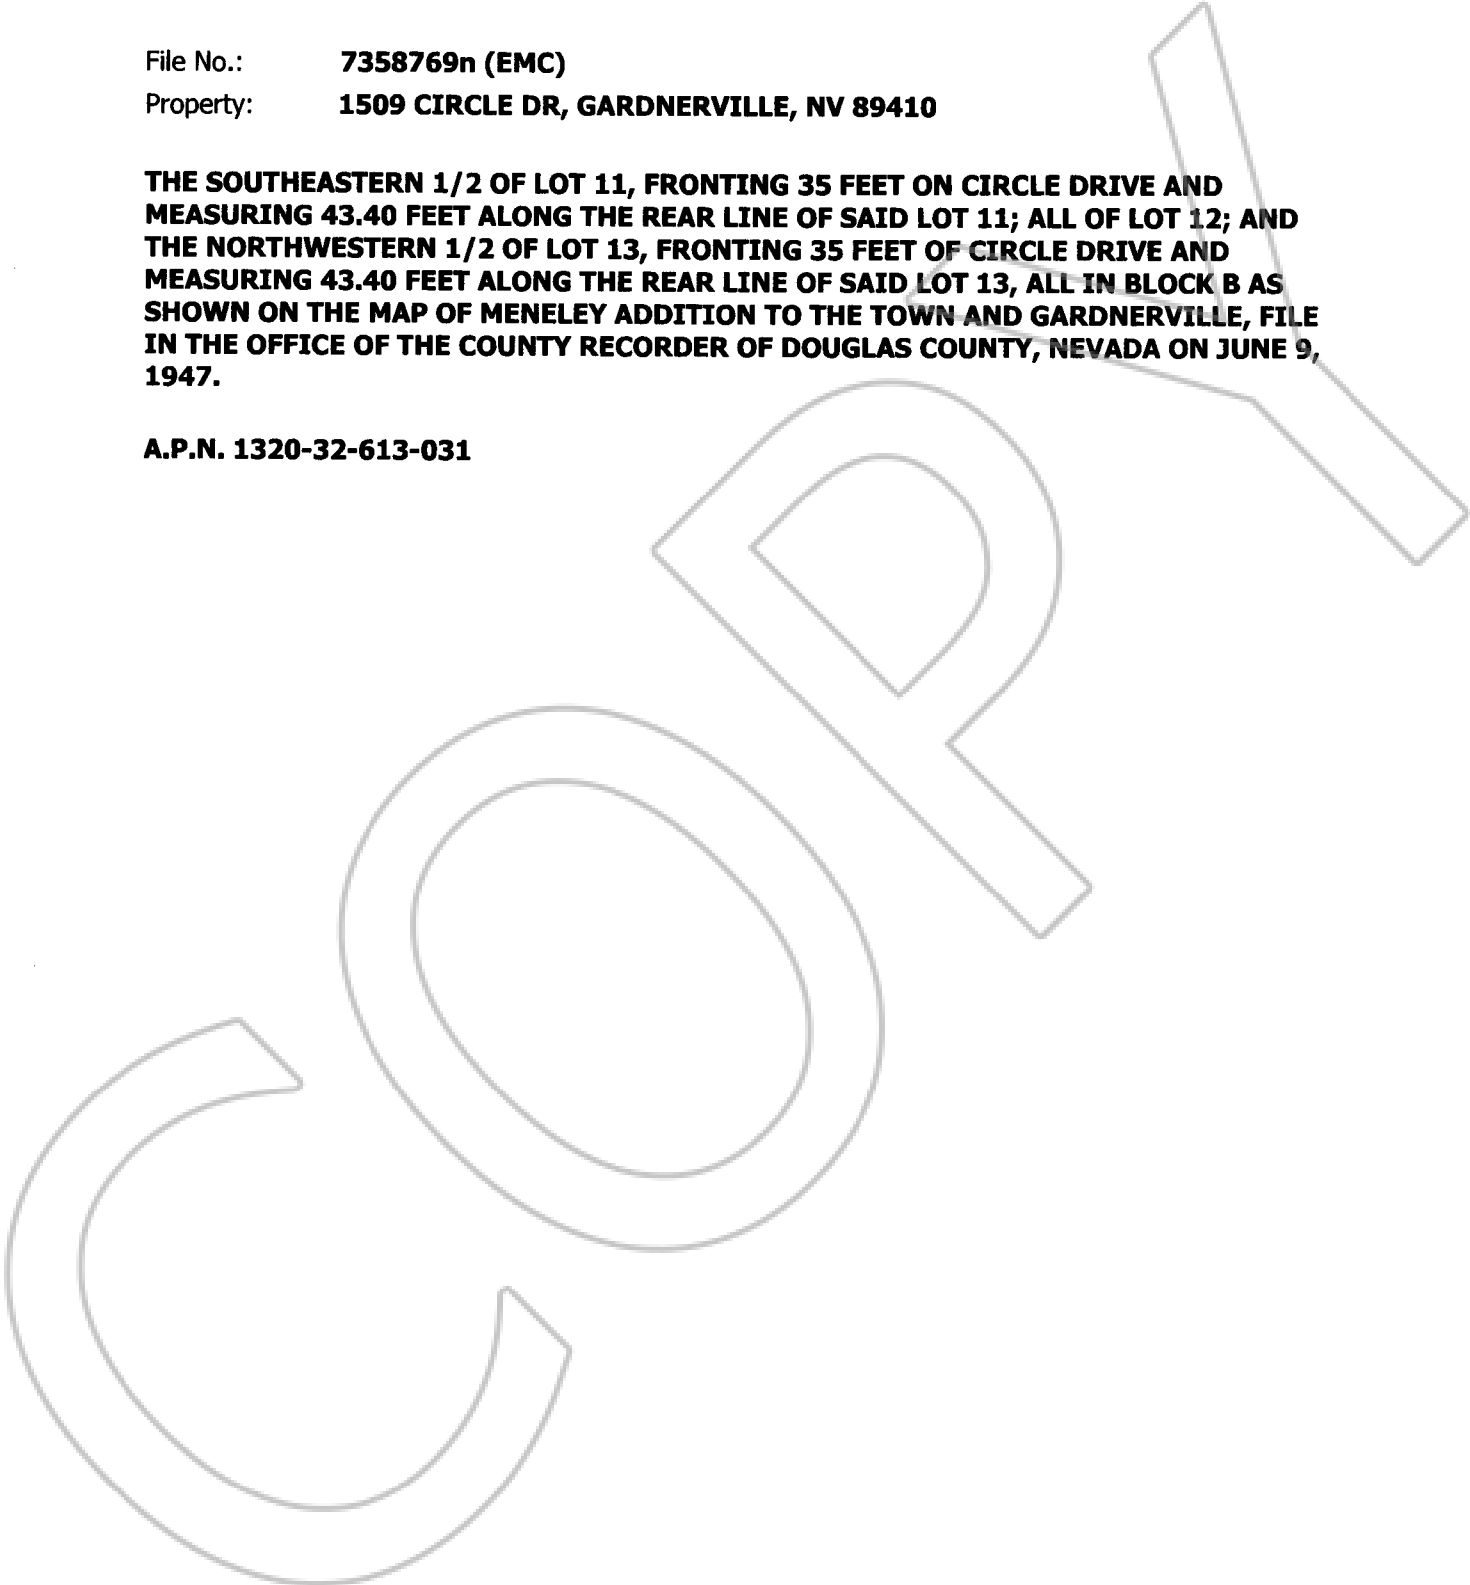 File No.: 7358769n (EMC)
Property: 1509 CIRCLE DR, GARDNERVILLE, NV 89410
THE SOUTHEASTERN 1/2 OF LOT 11, FRONTING 35 FEET ON CIRCLE DRIVE AND
MEASURING 43.40 FEET ALONG THE REAR LINE OF SAID LOT 11; ALL OF LOT 12; AND
THE NORTHWESTERN 1/2 OF LOT 13, FRONTING 35 FEET OF CIRCLE DRIVE AND
MEASURING 43.40 FEET ALONG THE REAR LINE OF SAID LOT 13, ALL IN BLOCK B AS
SHOWN ON THE MAP OF MENELEY ADDITION TO THE TOWN AND GARDNERVILLE, FILE
IN THE OFFICE OF THE COUNTY RECORDER OF DOUGLAS COUNTY, NEVADA ON JUNE 9,
1947.
A.P.N. 1320-32-613-031
COPY